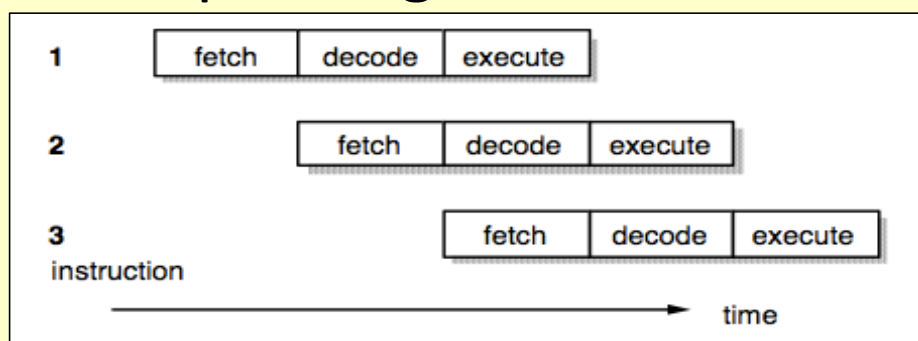 1 fetch decode execute
2 fetch decode execute
3 fetch decode execute
instruction
time